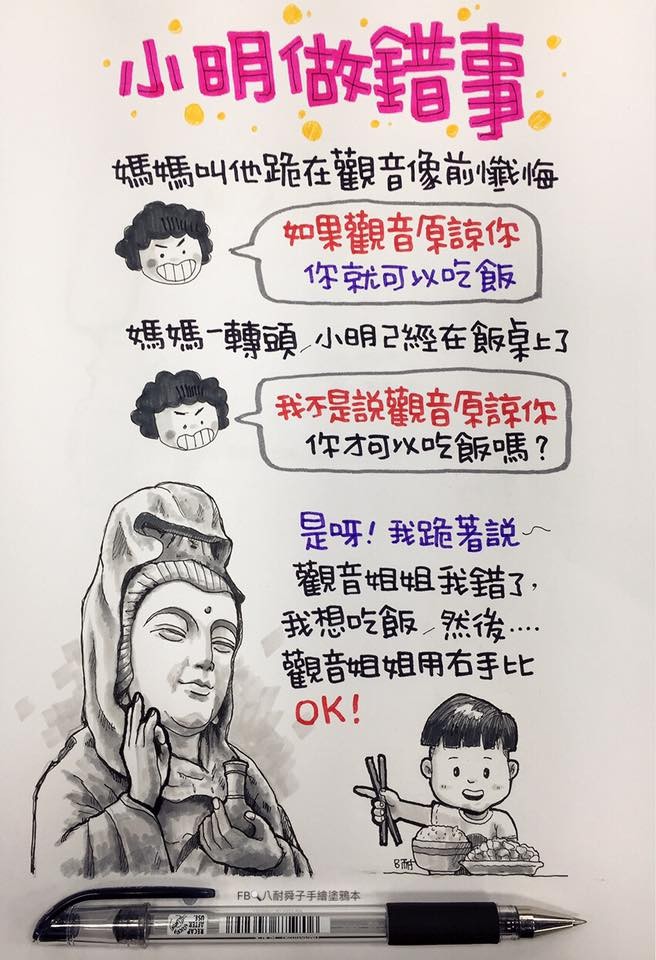 小明做錯事
媽媽叫他跪在觀音像前懺悔
如果觀音原諒你
你就可以吃飯
媽媽一轉頭,小明已經在飯桌上了
我不是說觀音原諒你
你才可以吃飯嗎？
是呀！我跪著說～
觀音姐姐我錯了，
我想吃飯,然後....
觀音姐姐用右手比
OK!
8耐
FB🔍八耐舜子手繪塗鴉本
RECAP AFTER USE